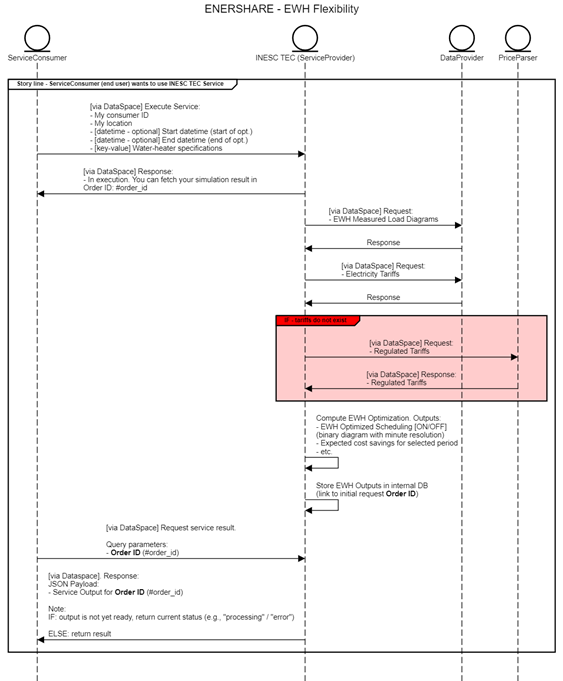 ENERSHARE - EWH Flexibility
ServiceConsumer
INESC TEC (ServiceProvider)
DataProvider
PriceParser
Story line - ServiceConsumer (end user) wants to use INESC TEC Service
[via DataSpace] Execute Service:
- My consumer ID
- My location
- [datetime - optional] Start datetime (start of opt.)
- [datetime - optional] End datetime (end of opt.)
- [key-value] Water-heater specifications
[via DataSpace] Response:
- In execution. You can fetch your simulation result in
Order ID: #order_id
[via DataSpace] Request:
- EWH Measured Load Diagrams
Response
[via DataSpace] Request:
- Electricity Tariffs
Response
IF - tariffs do not exist
[via DataSpace] Request:
- Regulated Tariffs
[via DataSpace] Response:
- Regulated Tariffs
Compute EWH Optimization. Outputs:
- EWH Optimized Scheduling [ON/OFF]
(binary diagram with minute resolution)
- Expected cost savings for selected period
- etc.
Store EWH Outputs in internal DB
(link to initial request Order ID)
[via DataSpace] Request service result.
Query parameters:
- Order ID (#order_id)
[via Dataspace]. Response:
JSON Payload:
- Service Output for Order ID (#order_id)
Note:
IF: output is not yet ready, return current status (e.g., "processing" / "error")
ELSE: return result